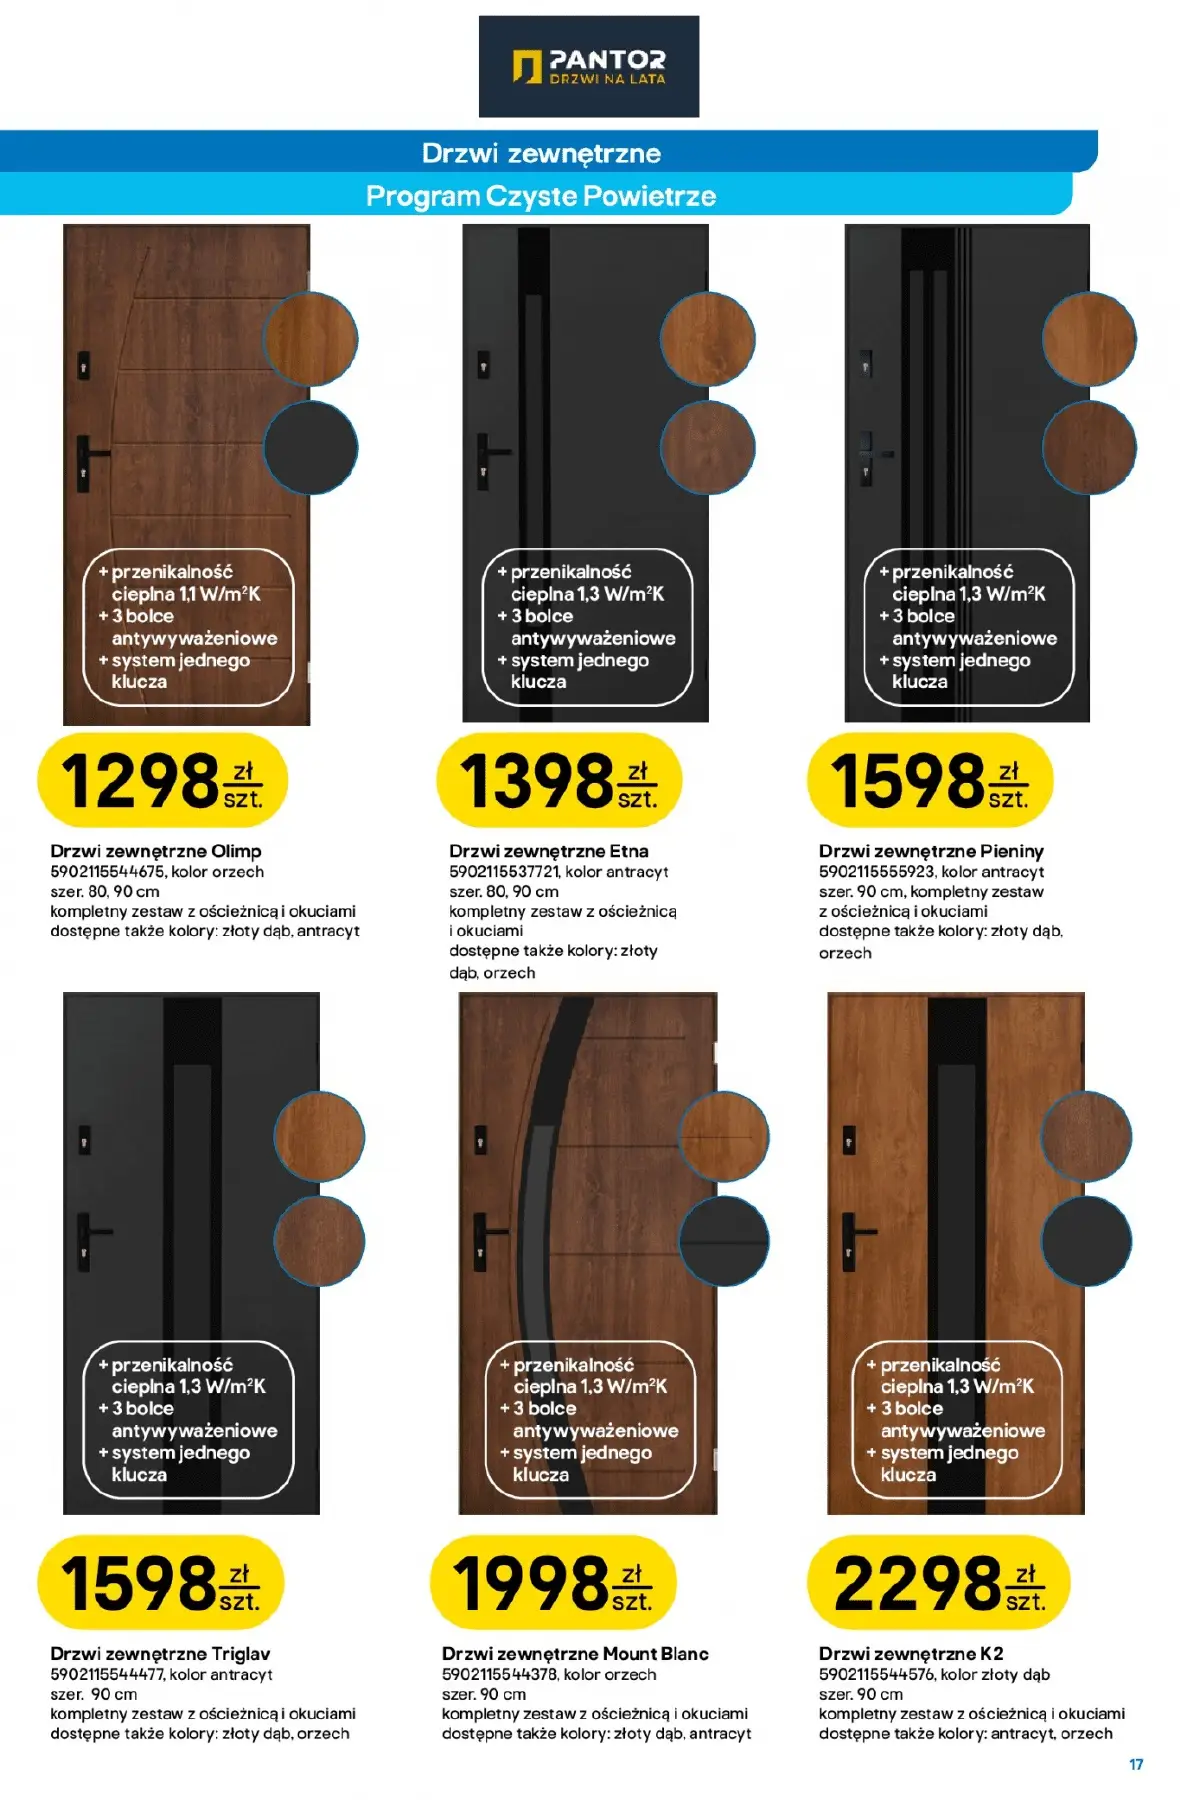 PANTOR
DRZWI NA LATA
Drzwi zewnętrzne
Program Czyste Powietrze
+ przenikalność
cieplna 1,1 W/m²K
+ 3 bolce
antywyważeniowe
+ system jednego
klucza
1298 zł
szt.
Drzwi zewnętrzne Olimp
5902115544675, kolor orzech
szer. 80, 90 cm
kompletny zestaw z ościeżnicą i okuciami
dostępne także kolory: złoty dąb, antracyt
+ przenikalność
cieplna 1,3 W/m²K
+ 3 bolce
antywyważeniowe
+ system jednego
klucza
1398 zł
szt.
Drzwi zewnętrzne Etna
5902115537721, kolor antracyt
szer. 80, 90 cm
kompletny zestaw z ościeżnicą
i okuciami
dostępne także kolory: złoty
dąb, orzech
+ przenikalność
cieplna 1,3 W/m²K
+ 3 bolce
antywyważeniowe
+ system jednego
klucza
1598 zł
szt.
Drzwi zewnętrzne Pieniny
5902115555923, kolor antracyt
szer. 90 cm, kompletny zestaw
z ościeżnicą i okuciami
dostępne także kolory: złoty dąb,
orzech
+ przenikalność
cieplna 1,3 W/m²K
+ 3 bolce
antywyważeniowe
+ system jednego
klucza
1598 zł
szt.
Drzwi zewnętrzne Triglav
5902115544477, kolor antracyt
szer. 90 cm
kompletny zestaw z ościeżnicą i okuciami
dostępne także kolory: złoty dąb, orzech
+ przenikalność
cieplna 1,3 W/m²K
+ 3 bolce
antywyważeniowe
+ system jednego
klucza
1998 zł
szt.
Drzwi zewnętrzne Mount Blanc
5902115544378, kolor orzech
szer. 90 cm
kompletny zestaw z ościeżnicą i okuciami
dostępne także kolory: złoty dąb, antracyt
+ przenikalność
cieplna 1,3 W/m²K
+ 3 bolce
antywyważeniowe
+ system jednego
klucza
2298 zł
szt.
Drzwi zewnętrzne K2
5902115544576, kolor złoty dąb
szer. 90 cm
kompletny zestaw z ościeżnicą i okuciami
dostępne także kolory: antracyt, orzech
17